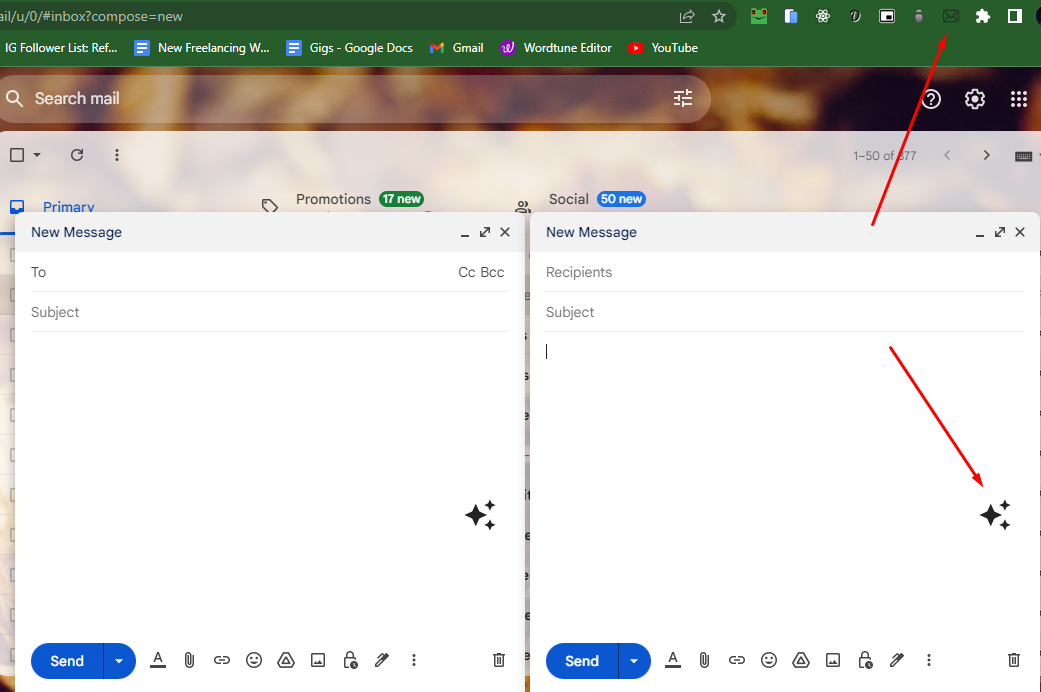 ail/u/0/#inbox?compose=new
IG Follower List: Ref... New Freelancing W... Gigs - Google Docs Gmail Wordtune Editor YouTube
Search mail
1–50 of 877
Primary Promotions 17 new Social 50 new
New Message
To Cc Bcc
Subject
Send
New Message
Recipients
Subject
Send